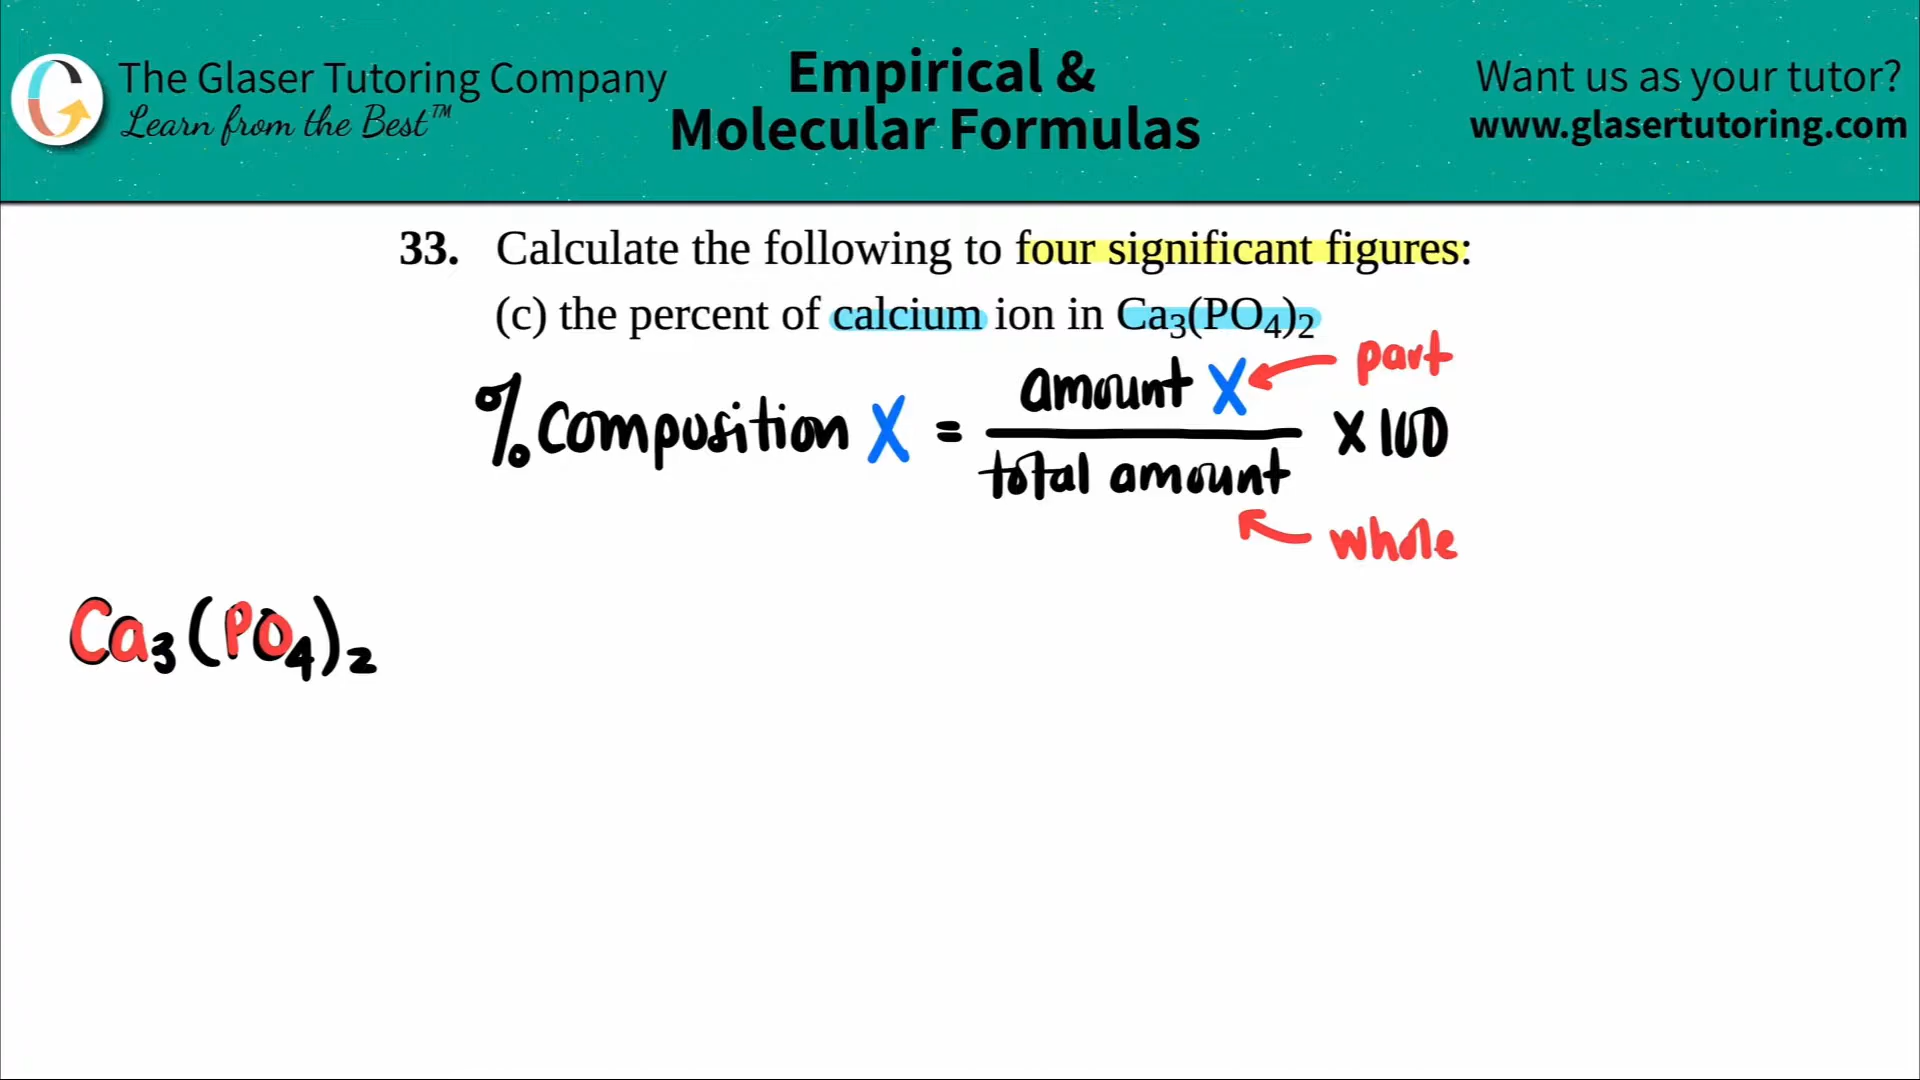 The Glaser Tutoring Company
Learn from the Best™
Empirical &
Molecular Formulas
Want us as your tutor?
www.glasertutoring.com
33. Calculate the following to four significant figures:
(c) the percent of calcium ion in Ca₃(PO₄)₂
% Composition X = amount X / total amount x 100
part
whole
Ca₃(PO₄)₂